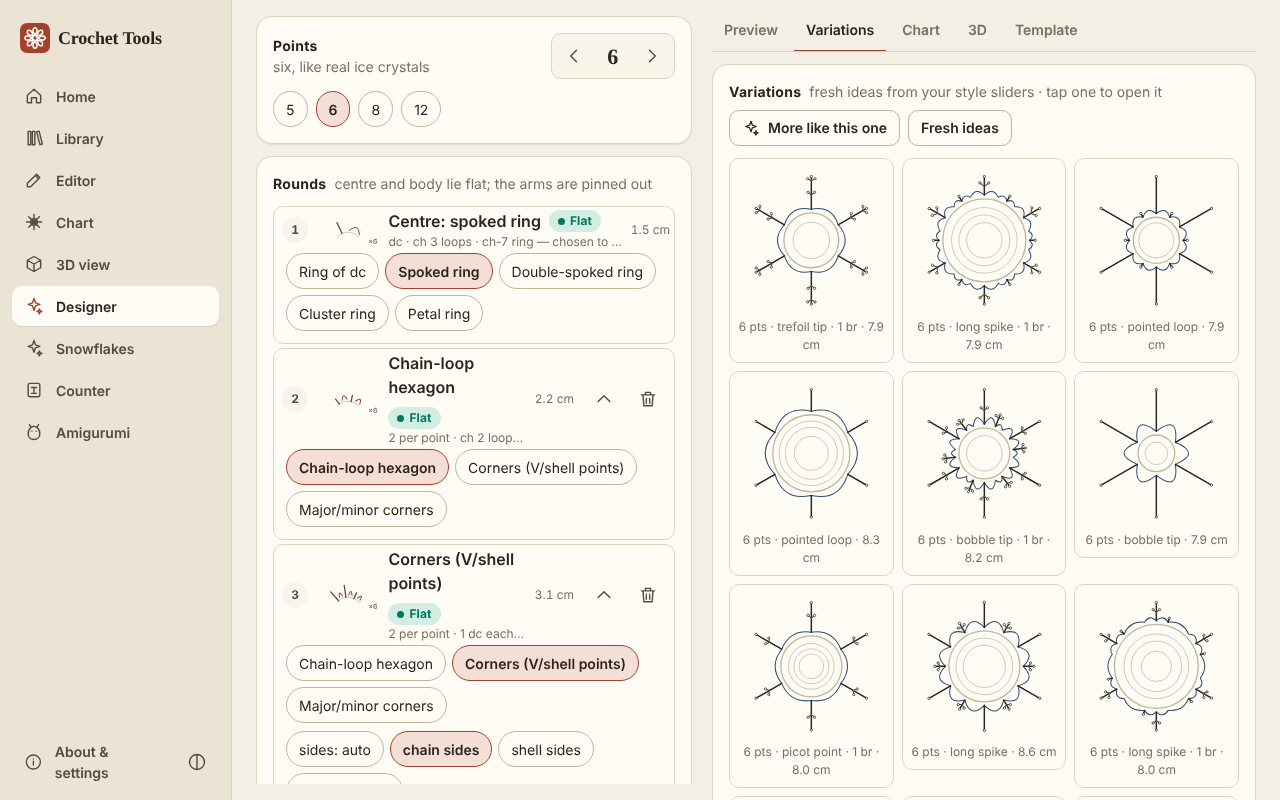 Crochet Tools
Home
Library
Editor
Chart
3D view
Designer
Snowflakes
Counter
Amigurumi
About & settings
Points
six, like real ice crystals
6
5
6
8
12
Rounds centre and body lie flat; the arms are pinned out
1
×6
Centre: spoked ring
Flat
dc · ch 3 loops · ch-7 ring — chosen to ...
1.5 cm
Ring of dc
Spoked ring
Double-spoked ring
Cluster ring
Petal ring
2
×6
Chain-loop
hexagon
Flat
2 per point · ch 2 loop...
2.2 cm
Chain-loop hexagon
Corners (V/shell points)
Major/minor corners
3
×6
Corners (V/shell
points)
Flat
2 per point · 1 dc each...
3.1 cm
Chain-loop hexagon
Corners (V/shell points)
Major/minor corners
sides: auto
chain sides
shell sides
Preview
Variations
Chart
3D
Template
Variations fresh ideas from your style sliders · tap one to open it
More like this one
Fresh ideas
6 pts · trefoil tip · 1 br · 7.9
cm
6 pts · long spike · 1 br ·
7.9 cm
6 pts · pointed loop · 7.9
cm
6 pts · pointed loop · 8.3
cm
6 pts · bobble tip · 1 br ·
8.2 cm
6 pts · bobble tip · 7.9 cm
6 pts · picot point · 1 br ·
8.0 cm
6 pts · long spike · 8.6 cm
6 pts · long spike · 1 br ·
8.0 cm